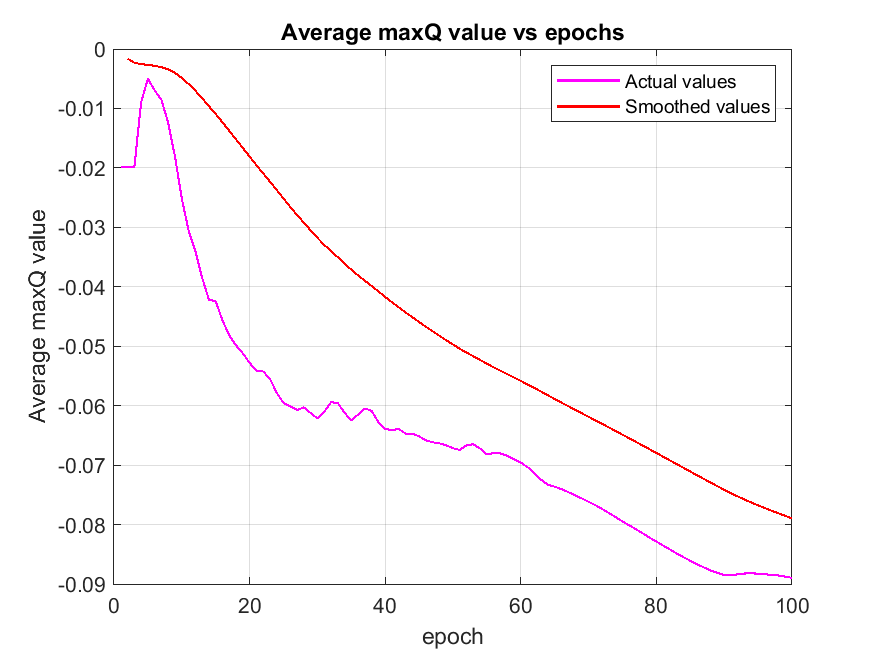 Average maxQ value vs epochs
Actual values
Smoothed values
0
-0.01
-0.02
-0.03
-0.04
-0.05
-0.06
-0.07
-0.08
-0.09
Average maxQ value
0 20 40 60 80 100
epoch